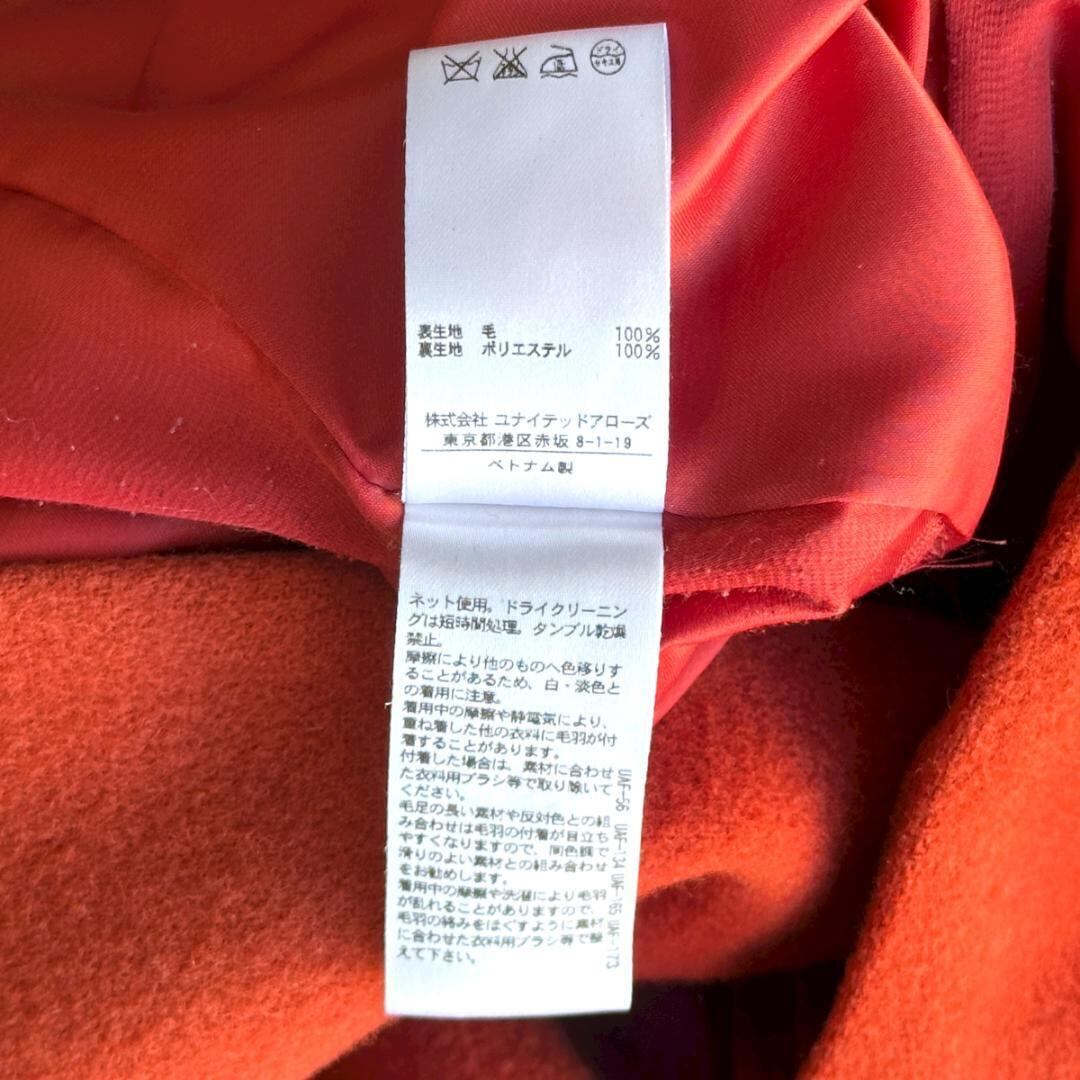 ドライ
セキユ系
表生地 毛 100%
裏生地 ポリエステル 100%
株式会社 ユナイテッドアローズ
東京都港区赤坂 8-1-19
ベトナム製
ネット使用。ドライクリーニン
グは短時間処理。タンブル乾燥
禁止。
摩擦により他のものへ色移りす
ることがあるため、白・淡色と
の着用に注意。
着用中の摩擦や静電気により、
重ね着した他の衣料に毛羽が付
着することがあります。
付着した場合は、素材に合わせ
た衣料用ブラシ等で取り除いて
ください。
毛足の長い素材や反対色との組
み合わせは毛羽の付着が目立ち
やすくなりますので、同色調で
滑りのよい素材との組み合わせ
をお勧めします。
着用中の摩擦や洗濯により毛羽
が乱れることがありますので、
毛羽の絡みをほぐすように素材
に合わせた衣料用ブラシ等で整
えて下さい。
UAF-56 UAF-134 UAF-165 UAF-173